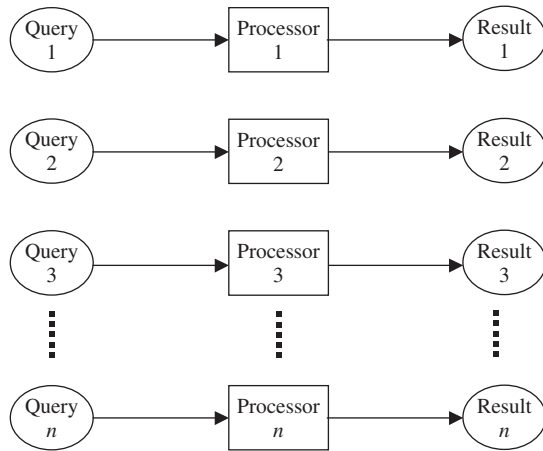 Query
1
Processor
1
Result
1
Query
2
Processor
2
Result
2
Query
3
Processor
3
Result
3
Query
n
Processor
n
Result
n